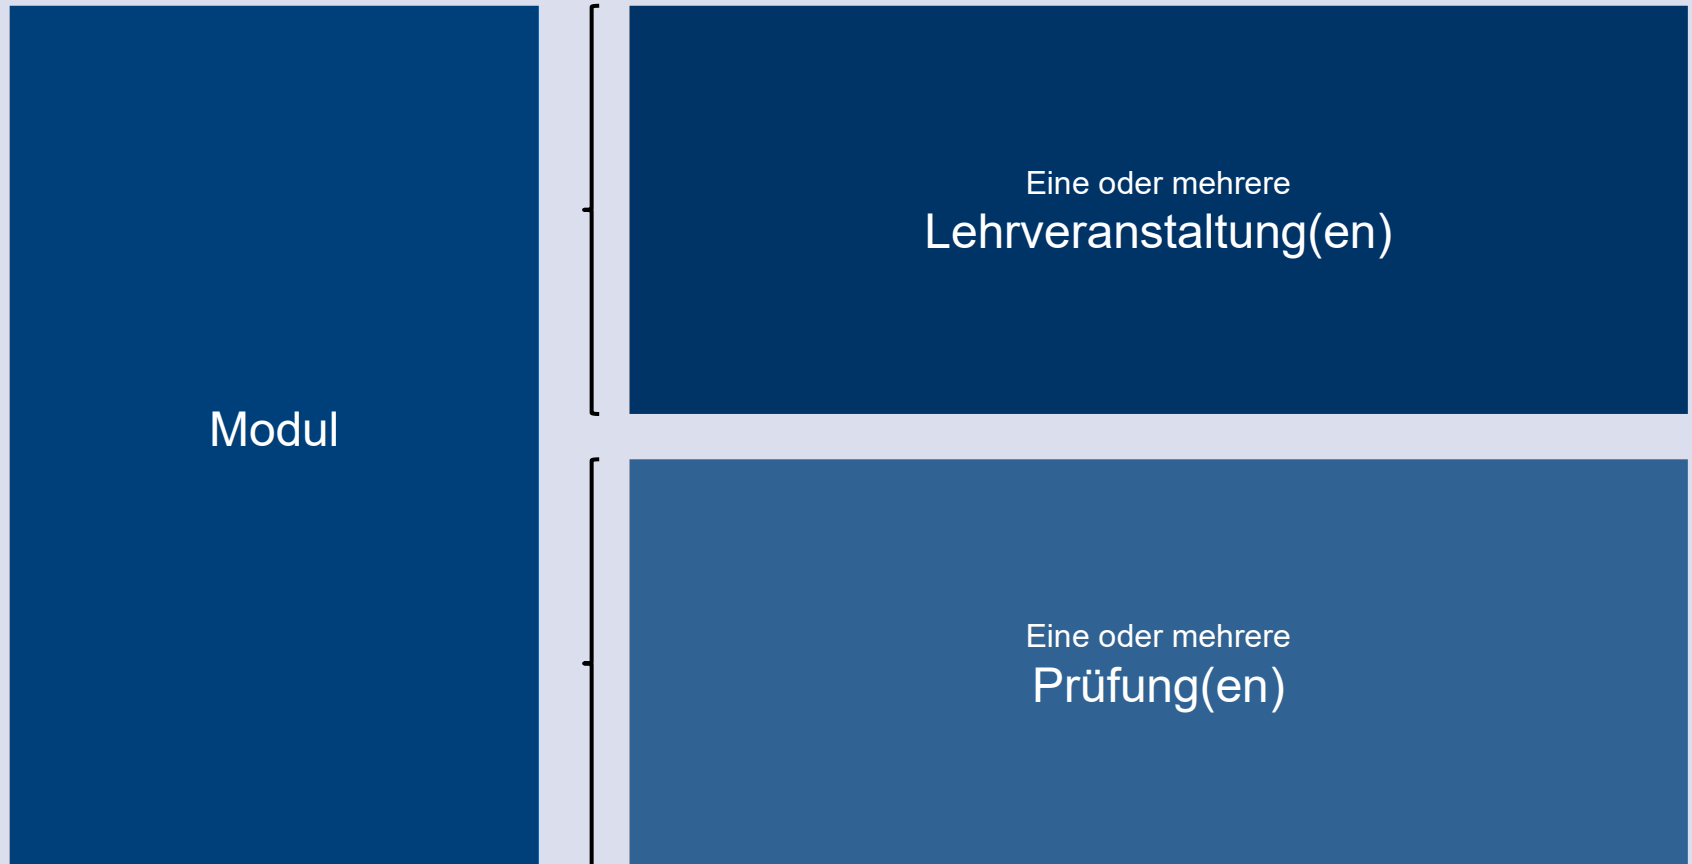 Modul
Eine oder mehrere
Lehrveranstaltung(en)
Eine oder mehrere
Prüfung(en)